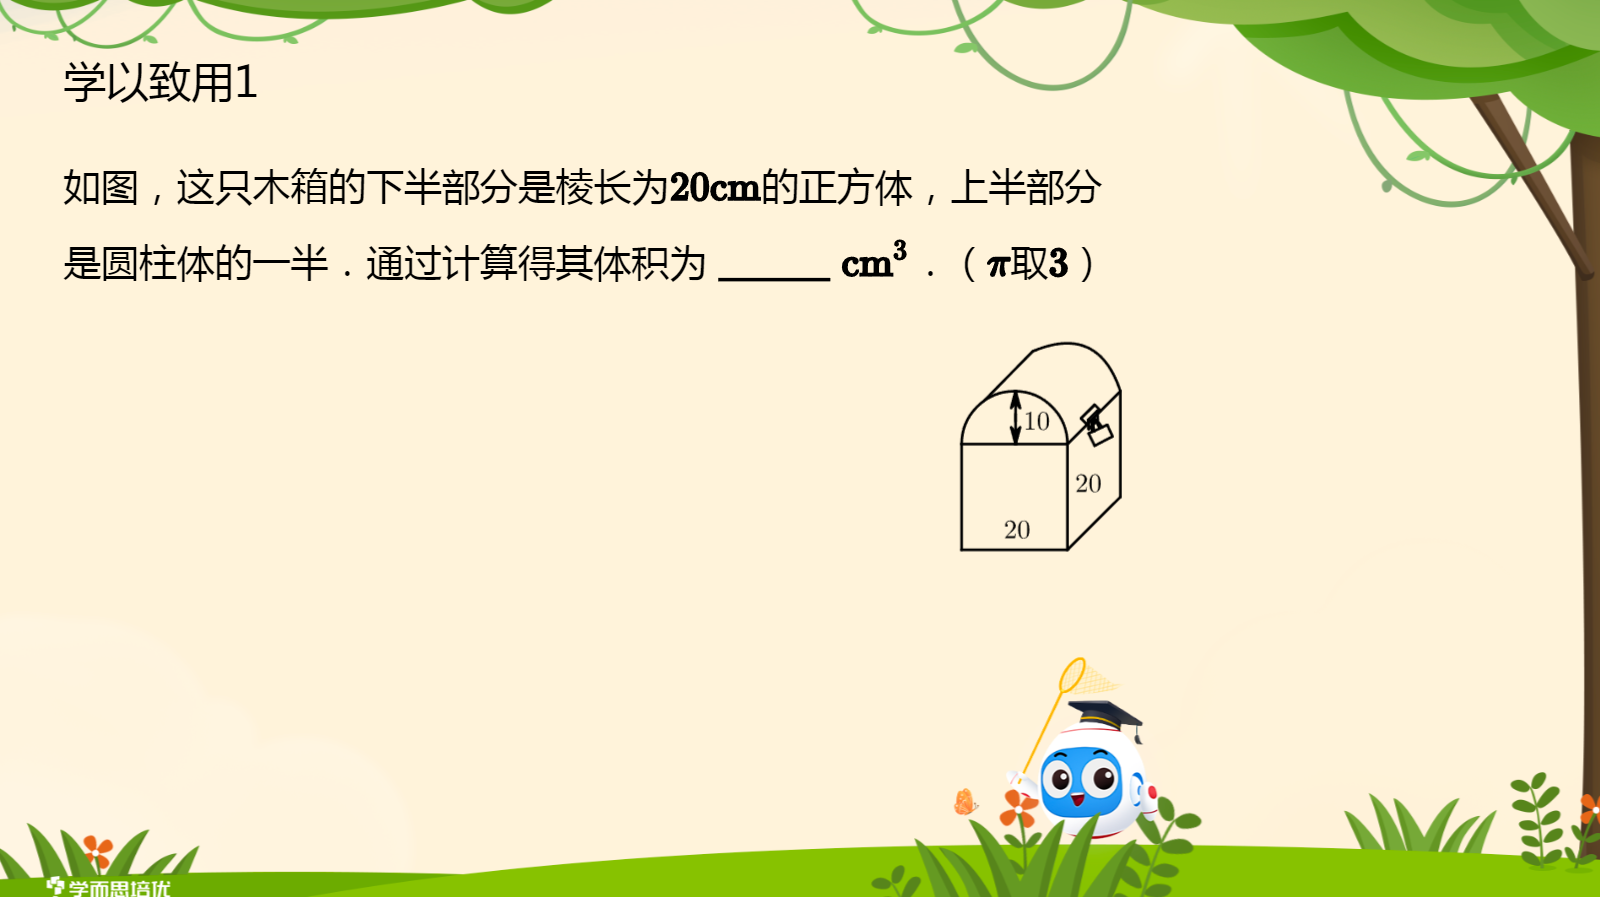 学以致用1
如图，这只木箱的下半部分是棱长为20cm的正方体，上半部分
是圆柱体的一半．通过计算得其体积为 ______ cm³．（π取3）
10
20
20
学而思培优